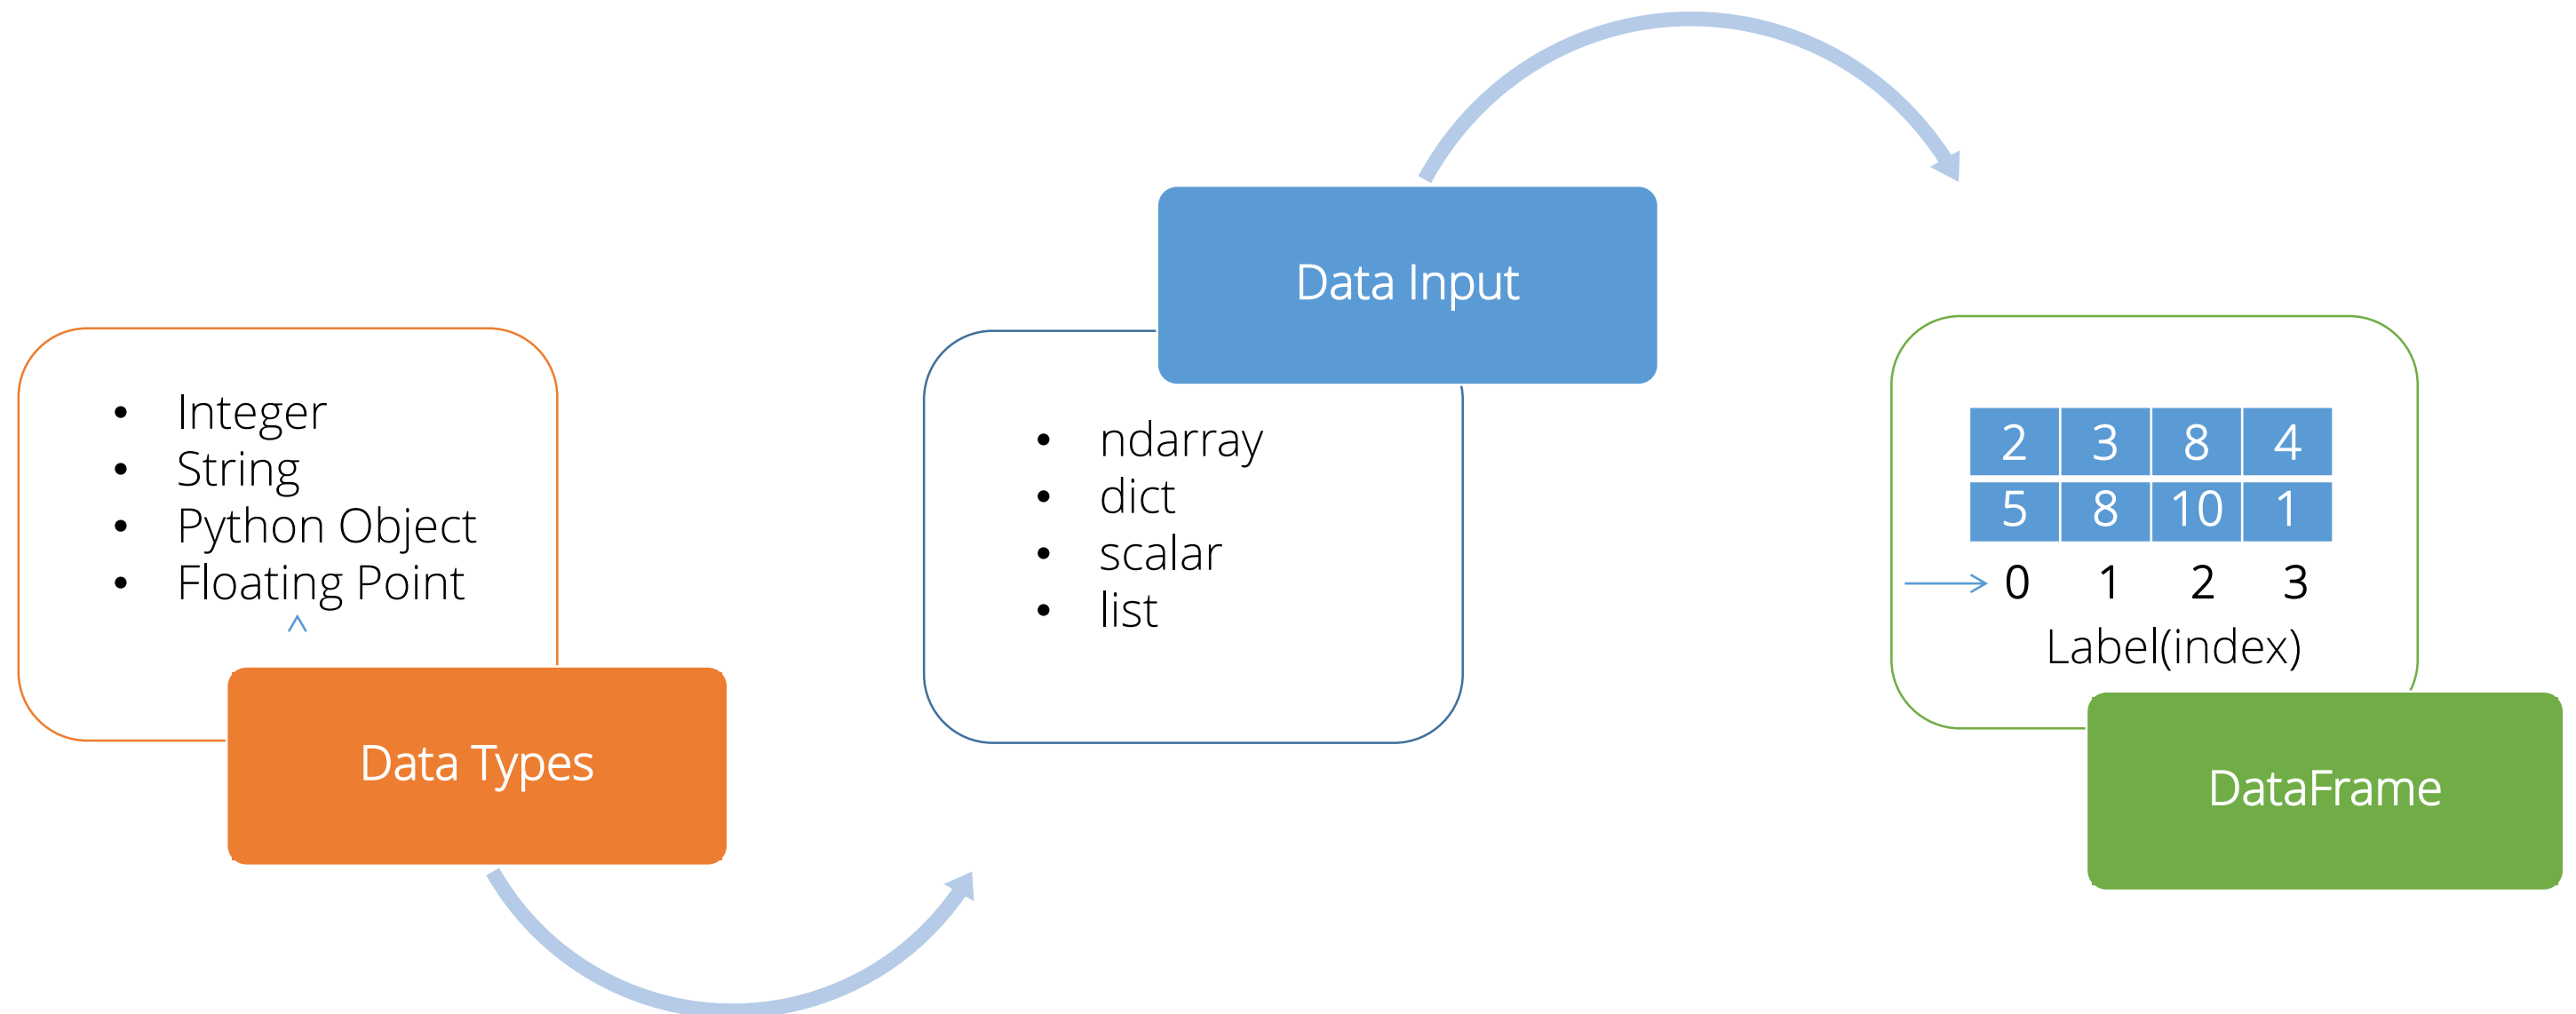 • Integer
• String
• Python Object
• Floating Point
Data Types
Data Input
• ndarray
• dict
• scalar
• list
2 3 8 4
5 8 10 1
0 1 2 3
Label(index)
DataFrame